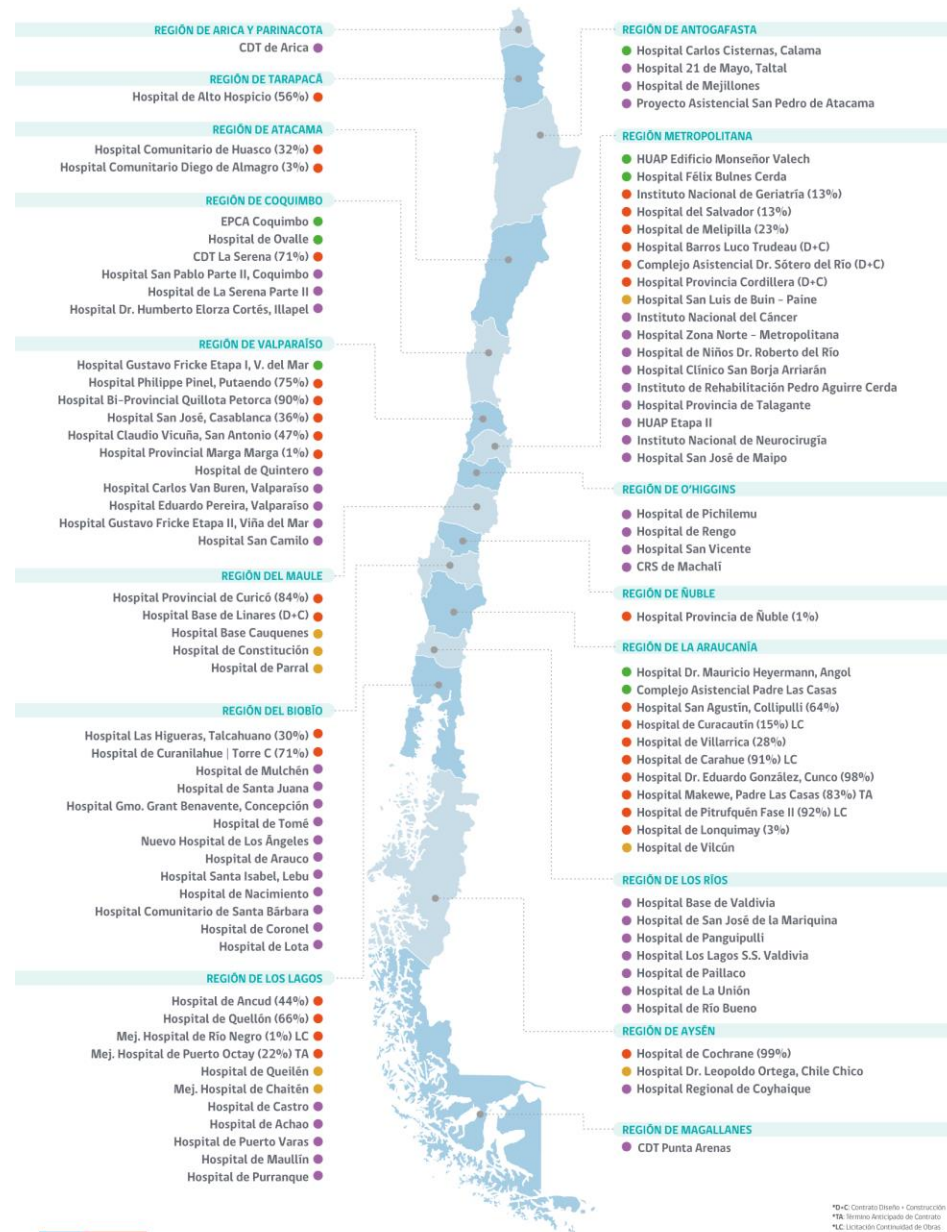 REGIÓN DE ARICA Y PARINACOTA
CDT de Arica
REGIÓN DE TARAPACÁ
Hospital de Alto Hospicio (56%)
REGIÓN DE ATACAMA
Hospital Comunitario de Huasco (32%)
Hospital Comunitario Diego de Almagro (3%)
REGIÓN DE COQUIMBO
EPCA Coquimbo
Hospital de Ovalle
CDT La Serena (71%)
Hospital San Pablo Parte II, Coquimbo
Hospital de La Serena Parte II
Hospital Dr. Humberto Elorza Cortés, Illapel
REGIÓN DE VALPARAÍSO
Hospital Gustavo Fricke Etapa I, V. del Mar
Hospital Philippe Pinel, Putaendo (75%)
Hospital Bi-Provincial Quillota Petorca (90%)
Hospital San José, Casablanca (36%)
Hospital Claudio Vicuña, San Antonio (47%)
Hospital Provincial Marga Marga (1%)
Hospital de Quintero
Hospital Carlos Van Buren, Valparaíso
Hospital Eduardo Pereira, Valparaíso
Hospital Gustavo Fricke Etapa II, Viña del Mar
Hospital San Camilo
REGIÓN DEL MAULE
Hospital Provincial de Curicó (84%)
Hospital Base de Linares (D+C)
Hospital Base Cauquenes
Hospital de Constitución
Hospital de Parral
REGIÓN DEL BIOBÍO
Hospital Las Higueras, Talcahuano (30%)
Hospital de Curanilahue | Torre C (71%)
Hospital de Mulchén
Hospital de Santa Juana
Hospital Gmo. Grant Benavente, Concepción
Hospital de Tomé
Nuevo Hospital de Los Ángeles
Hospital de Arauco
Hospital Santa Isabel, Lebu
Hospital de Nacimiento
Hospital Comunitario de Santa Bárbara
Hospital de Coronel
Hospital de Lota
REGIÓN DE LOS LAGOS
Hospital de Ancud (44%)
Hospital de Quellón (66%)
Mej. Hospital de Río Negro (1%) LC
Mej. Hospital de Puerto Octay (22%) TA
Hospital de Queilén
Mej. Hospital de Chaitén
Hospital de Castro
Hospital de Achao
Hospital de Puerto Varas
Hospital de Maullín
Hospital de Purranque
REGIÓN DE ANTOGAFASTA
Hospital Carlos Cisternas, Calama
Hospital 21 de Mayo, Taltal
Hospital de Mejillones
Proyecto Asistencial San Pedro de Atacama
REGIÓN METROPOLITANA
HUAP Edificio Monseñor Valech
Hospital Félix Bulnes Cerda
Instituto Nacional de Geriatría (13%)
Hospital del Salvador (13%)
Hospital de Melipilla (23%)
Hospital Barros Luco Trudeau (D+C)
Complejo Asistencial Dr. Sótero del Río (D+C)
Hospital Provincia Cordillera (D+C)
Hospital San Luis de Buin - Paine
Instituto Nacional del Cáncer
Hospital Zona Norte - Metropolitana
Hospital de Niños Dr. Roberto del Río
Hospital Clínico San Borja Arriarán
Instituto de Rehabilitación Pedro Aguirre Cerda
Hospital Provincia de Talagante
HUAP Etapa II
Instituto Nacional de Neurocirugía
Hospital San José de Maipo
REGIÓN DE O'HIGGINS
Hospital de Pichilemu
Hospital de Rengo
Hospital San Vicente
CRS de Machalí
REGIÓN DE ÑUBLE
Hospital Provincia de Ñuble (1%)
REGIÓN DE LA ARAUCANÍA
Hospital Dr. Mauricio Heyermann, Angol
Complejo Asistencial Padre Las Casas
Hospital San Agustín, Collipulli (64%)
Hospital de Curacautín (15%) LC
Hospital de Villarrica (28%)
Hospital de Carahue (91%) LC
Hospital Dr. Eduardo González, Cunco (98%)
Hospital Makewe, Padre Las Casas (83%) TA
Hospital de Pitrufquén Fase II (92%) LC
Hospital de Lonquimay (3%)
Hospital de Vilcún
REGIÓN DE LOS RÍOS
Hospital Base de Valdivia
Hospital de San José de la Mariquina
Hospital de Panguipulli
Hospital Los Lagos S.S. Valdivia
Hospital de Paillaco
Hospital de La Unión
Hospital de Río Bueno
REGIÓN DE AYSÉN
Hospital de Cochrane (99%)
Hospital Dr. Leopoldo Ortega, Chile Chico
Hospital Regional de Coyhaique
REGIÓN DE MAGALLANES
CDT Punta Arenas
*D+C: Contrato Diseño + Construcción
*TA: Término Anticipado de Contrato
*LC: Licitación Continuidad de Obras